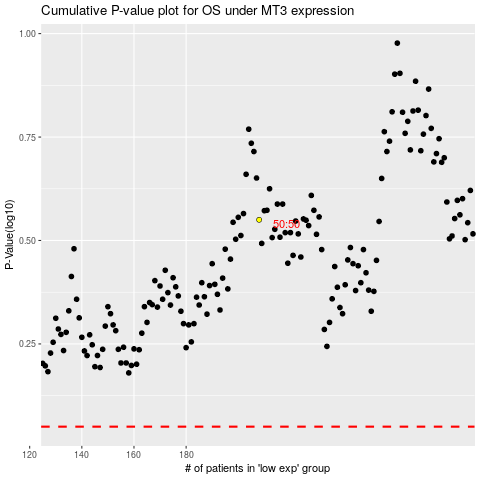 Cumulative P-value plot for OS under MT3 expression
P-Value(log10)
1.00
0.75
0.50
0.25
50:50
120 140 160 180
# of patients in 'low exp' group